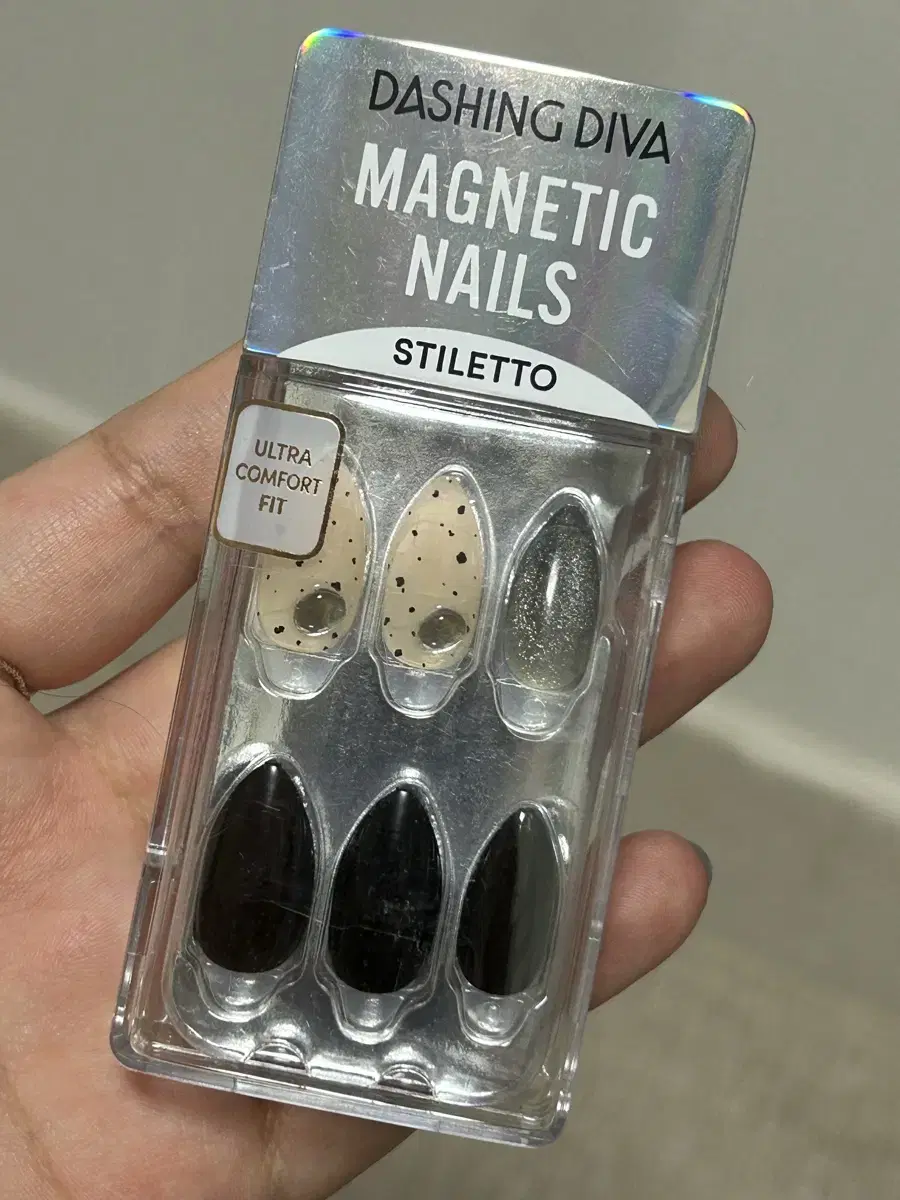 DASHING DIVA
MAGNETIC
NAILS
STILETTO
ULTRA
COMFORT
FIT